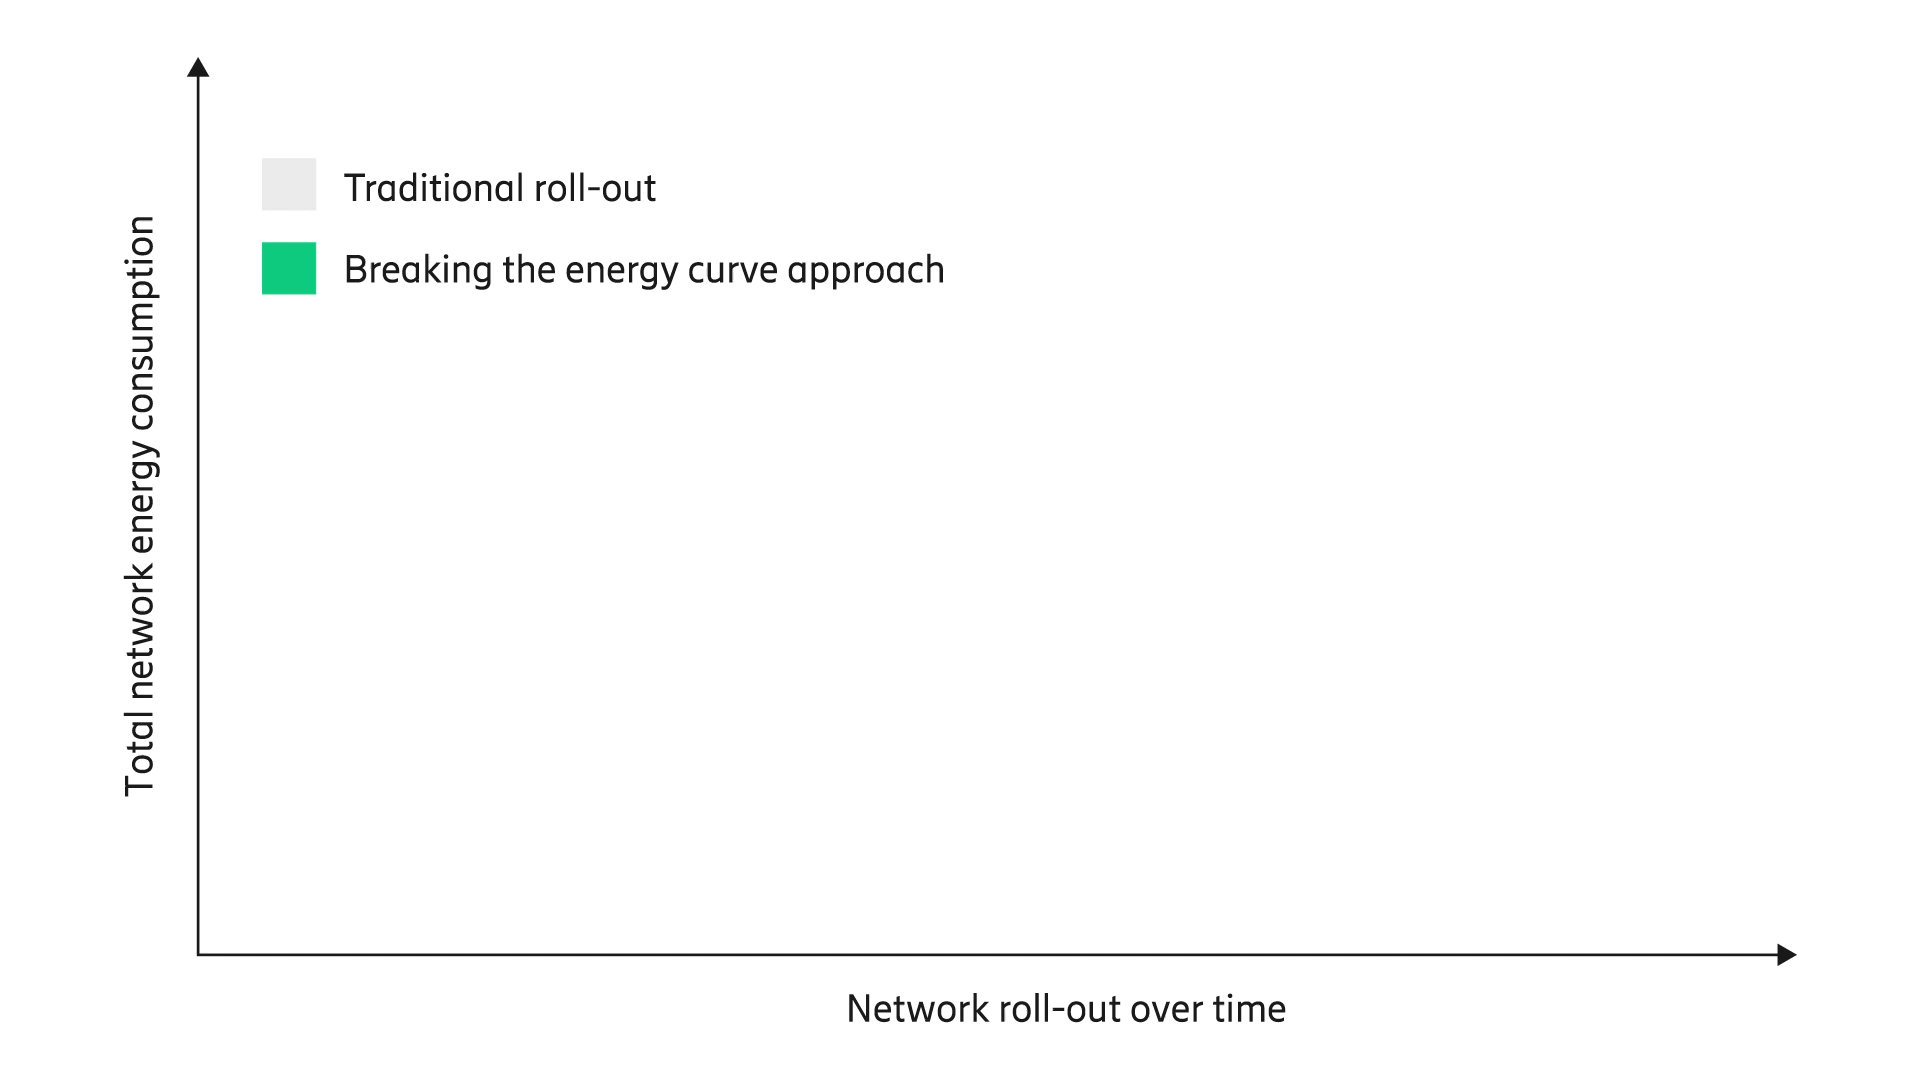 Traditional roll-out
Breaking the energy curve approach
Total network energy consumption
Network roll-out over time